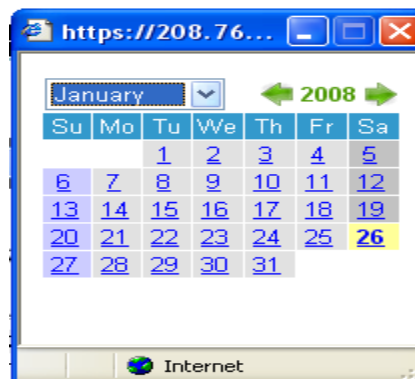 https://208.76...
January 2008
Su Mo Tu We Th Fr Sa
1 2 3 4 5
6 7 8 9 10 11 12
13 14 15 16 17 18 19
20 21 22 23 24 25 26
27 28 29 30 31
Internet